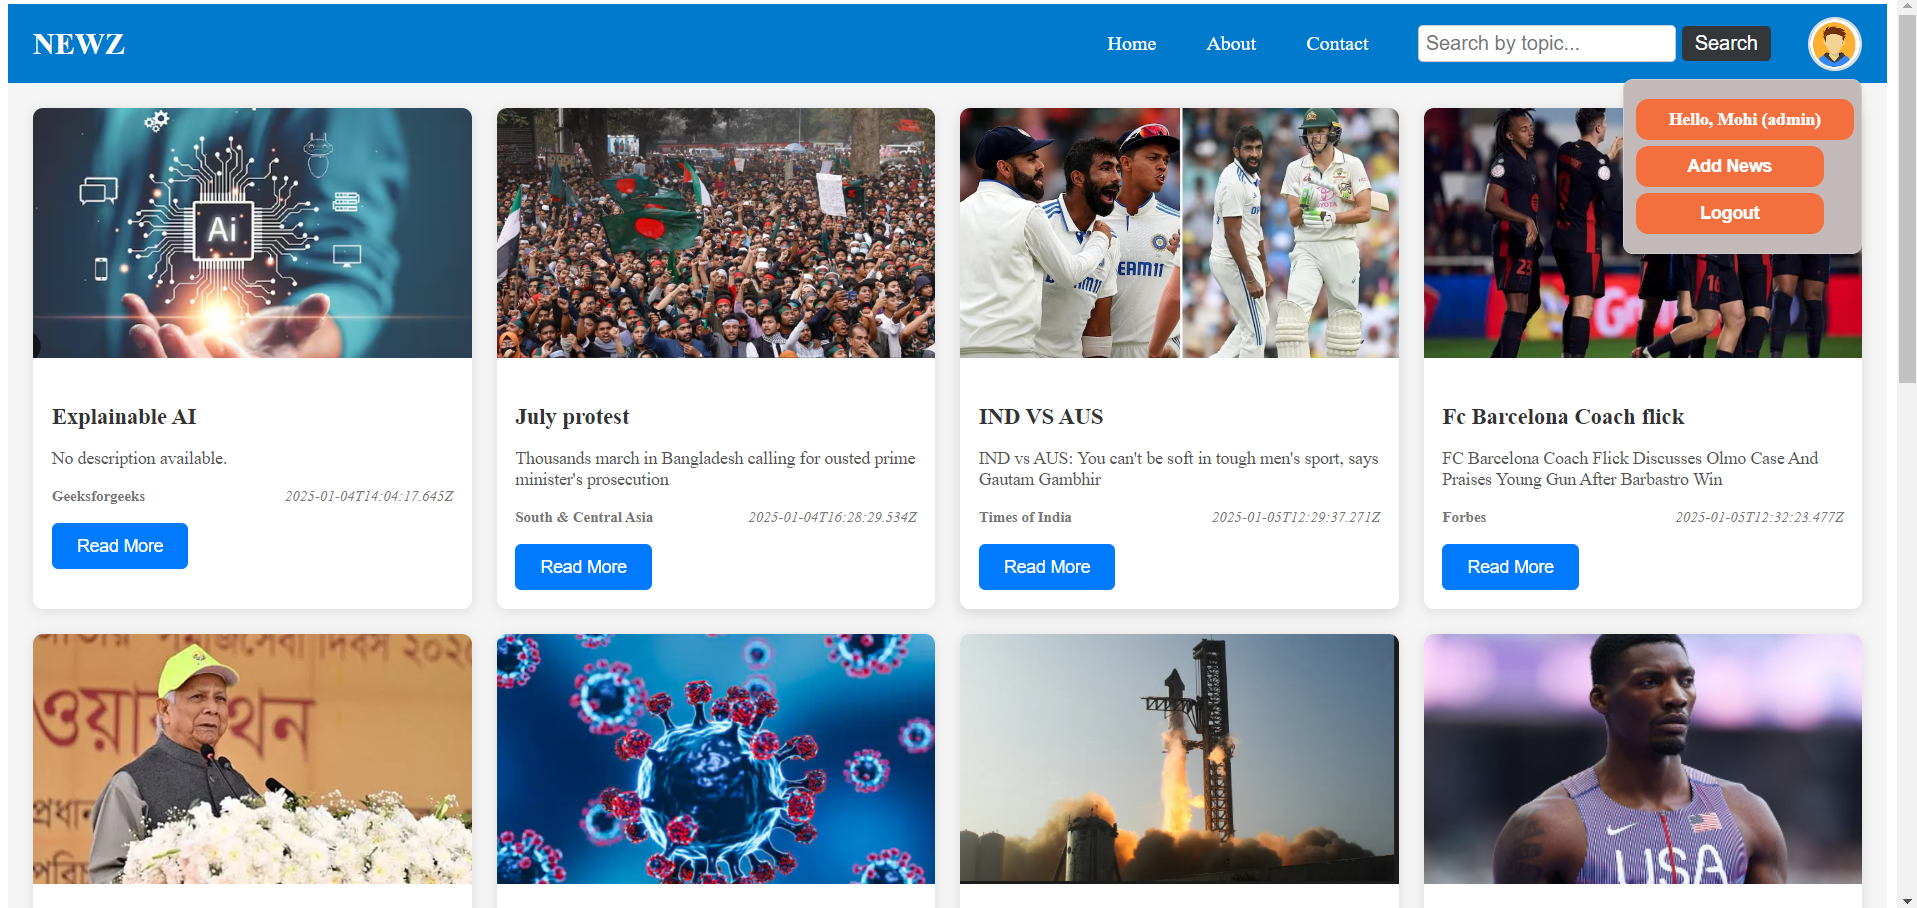 NEWZ
Home
About
Contact
Search by topic...
Search
Hello, Mohi (admin)
Add News
Logout
Ai
EAM11
TOYOTA
23
16
Explainable AI
No description available.
Geeksforgeeks
2025-01-04T14:04:17.645Z
Read More
July protest
Thousands march in Bangladesh calling for ousted prime
minister's prosecution
South & Central Asia
2025-01-04T16:28:29.534Z
Read More
IND VS AUS
IND vs AUS: You can't be soft in tough men's sport, says
Gautam Gambhir
Times of India
2025-01-05T12:29:37.271Z
Read More
Fc Barcelona Coach flick
FC Barcelona Coach Flick Discusses Olmo Case And
Praises Young Gun After Barbastro Win
Forbes
2025-01-05T12:32:23.477Z
Read More
USA